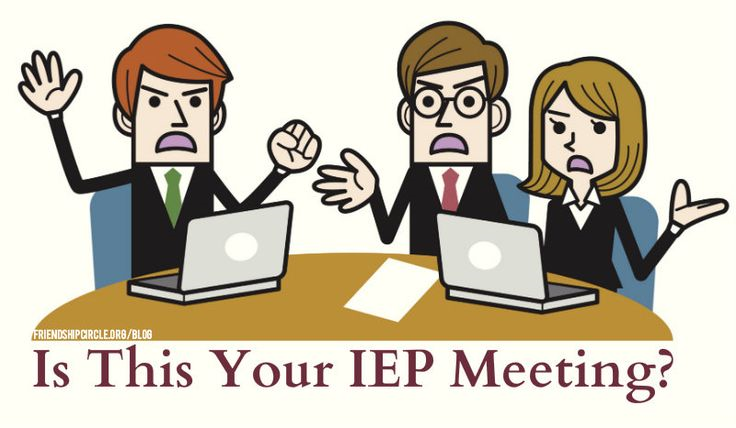 FRIENDSHIPCIRCLE.ORG/BLOG
Is This Your IEP Meeting?